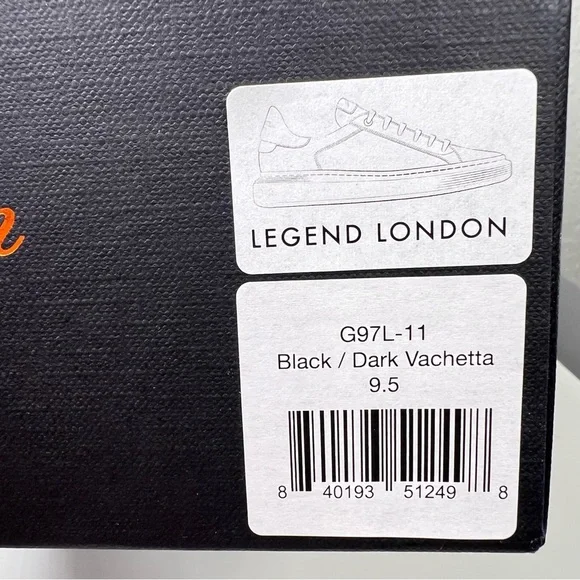 LEGEND LONDON
G97L-11
Black / Dark Vachetta
9.5
8 40193 51249 8